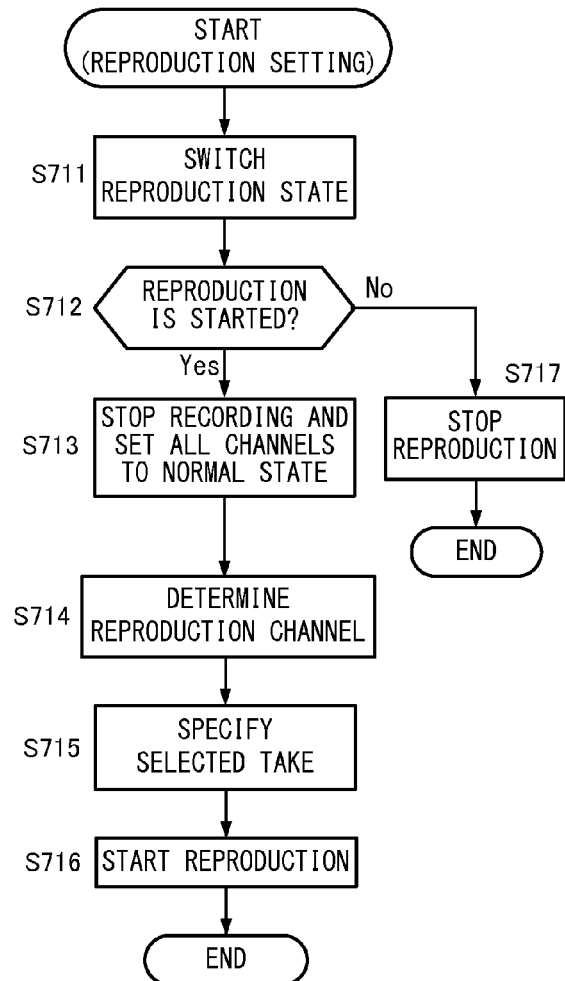 START
(REPRODUCTION SETTING)
S711
SWITCH
REPRODUCTION STATE
S712
REPRODUCTION
IS STARTED?
No
Yes
S717
STOP
REPRODUCTION
END
S713
STOP RECORDING AND
SET ALL CHANNELS
TO NORMAL STATE
S714
DETERMINE
REPRODUCTION CHANNEL
S715
SPECIFY
SELECTED TAKE
S716
START REPRODUCTION
END